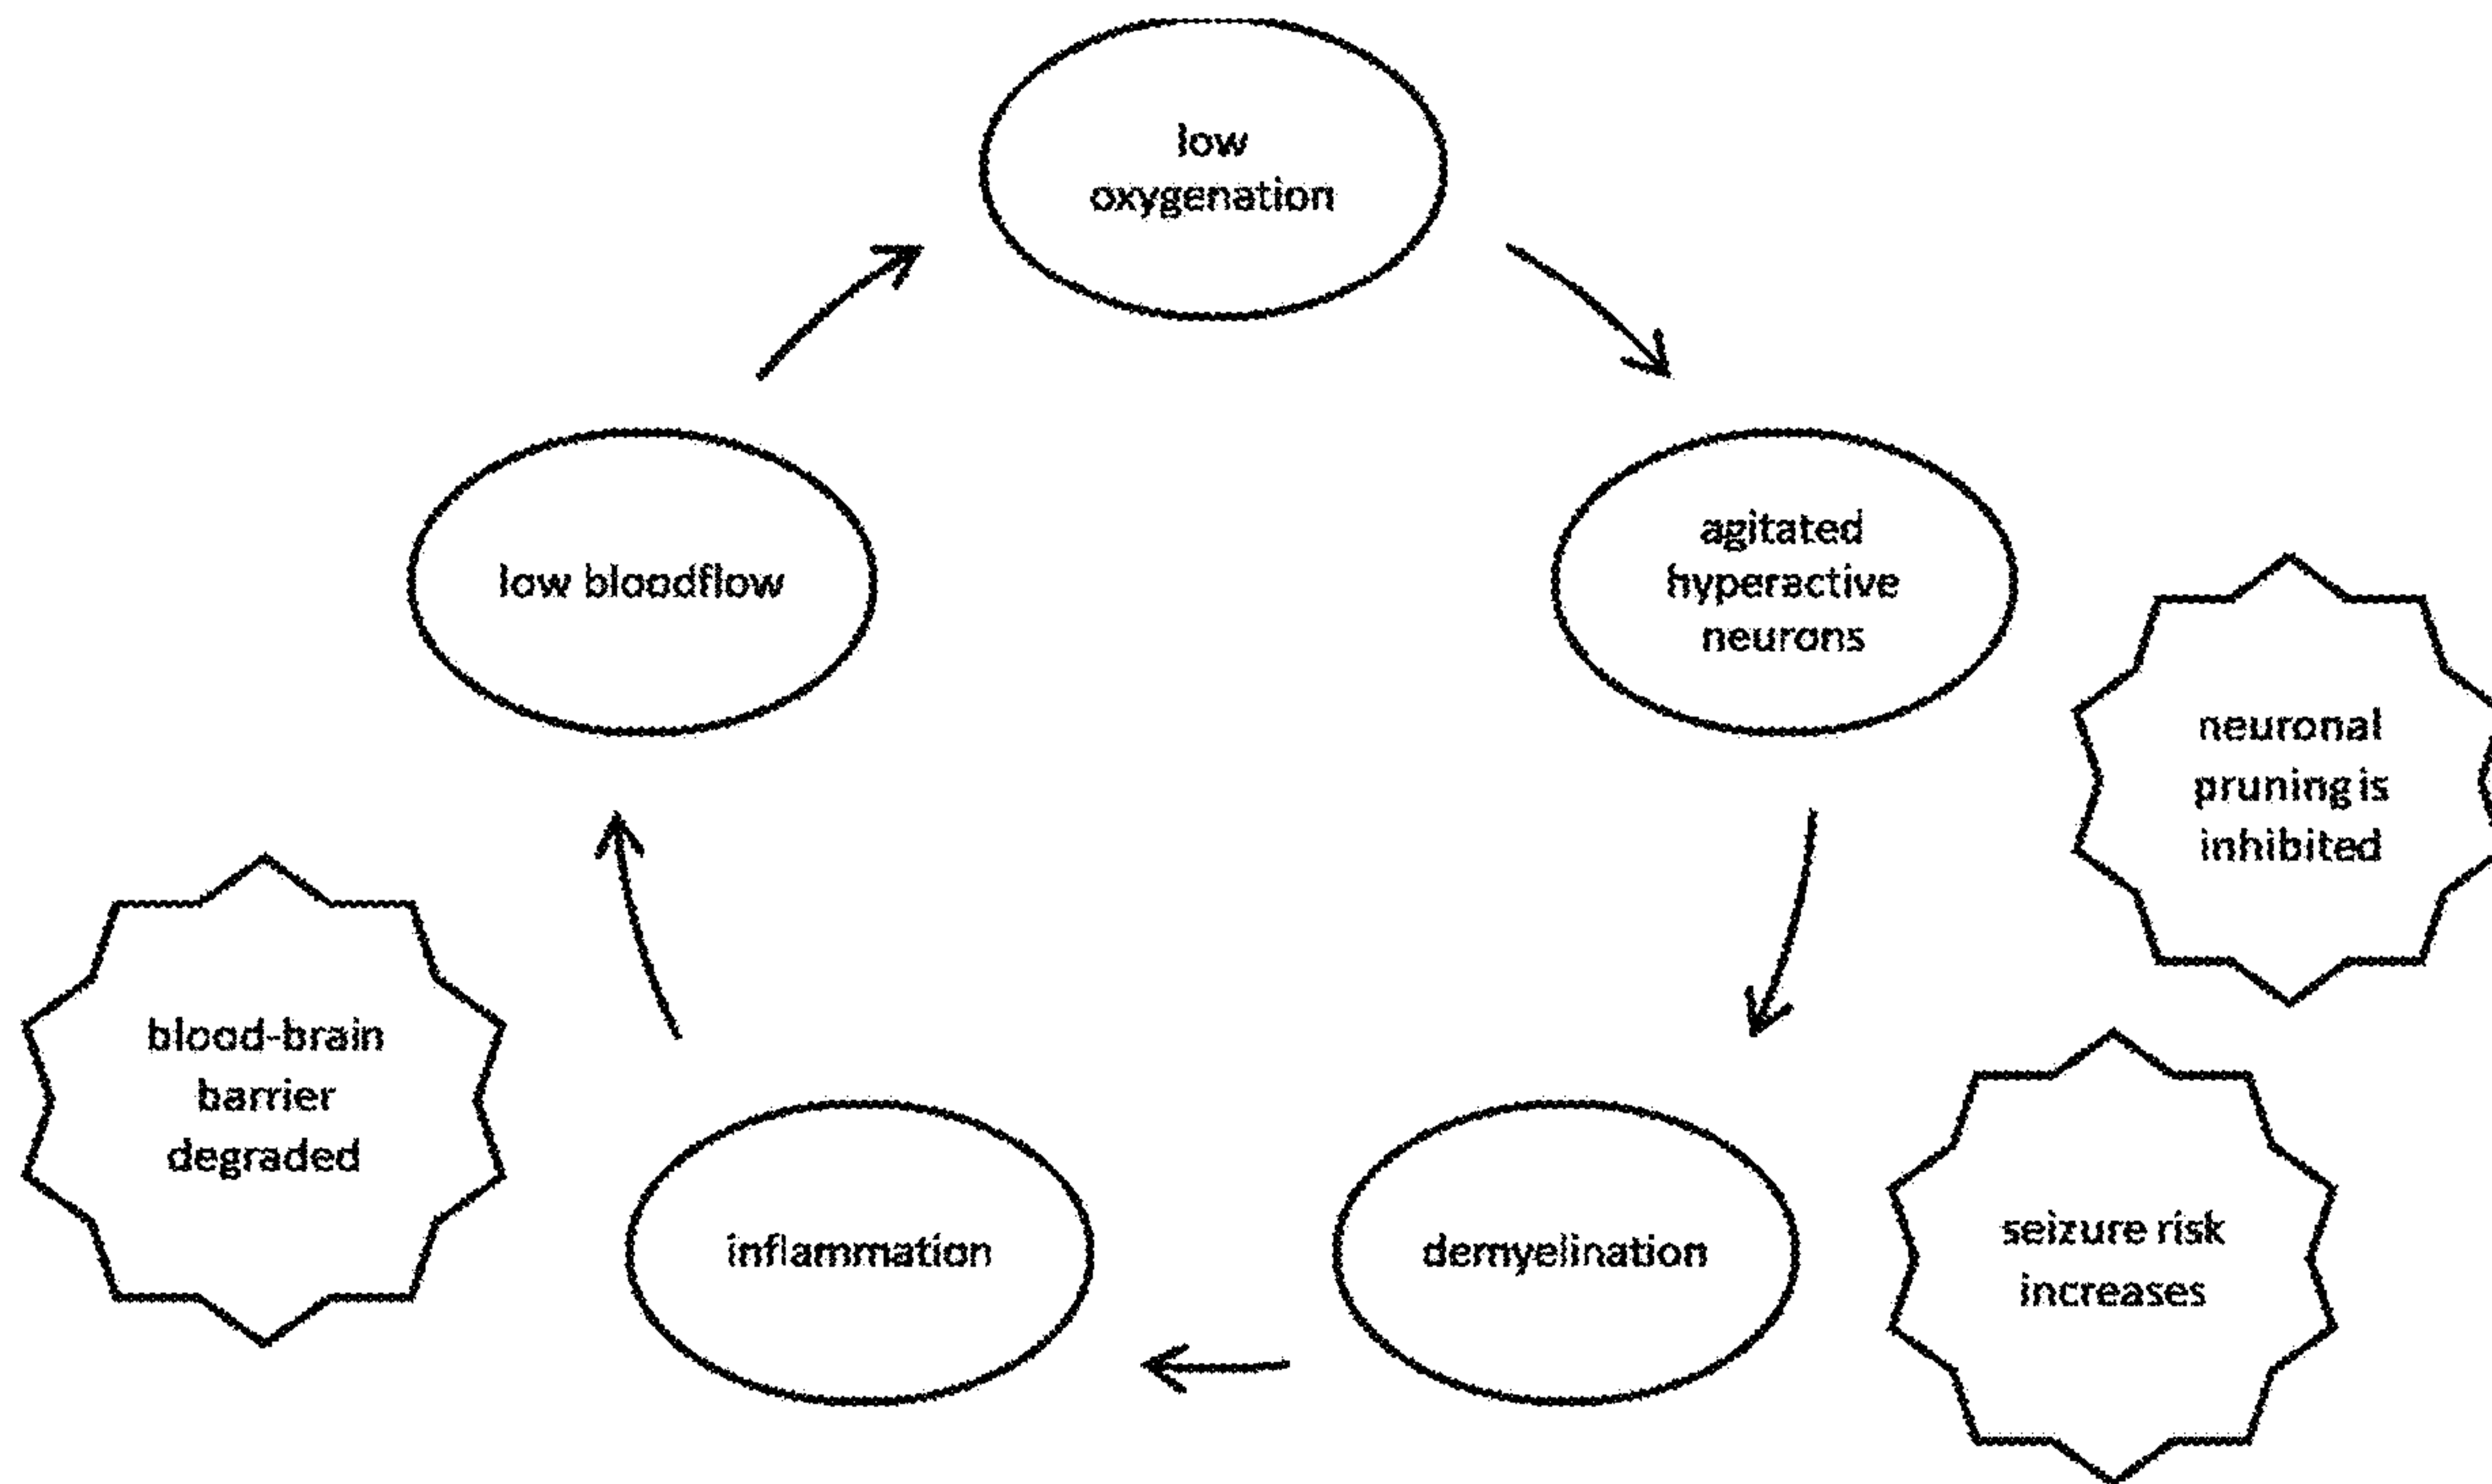 low
oxygenation
agitated
hyperactive
neurons
low bloodflow
neuronal
pruning is
inhibited
blood-brain
barrier
degraded
inflammation
demyelination
seizure risk
increases